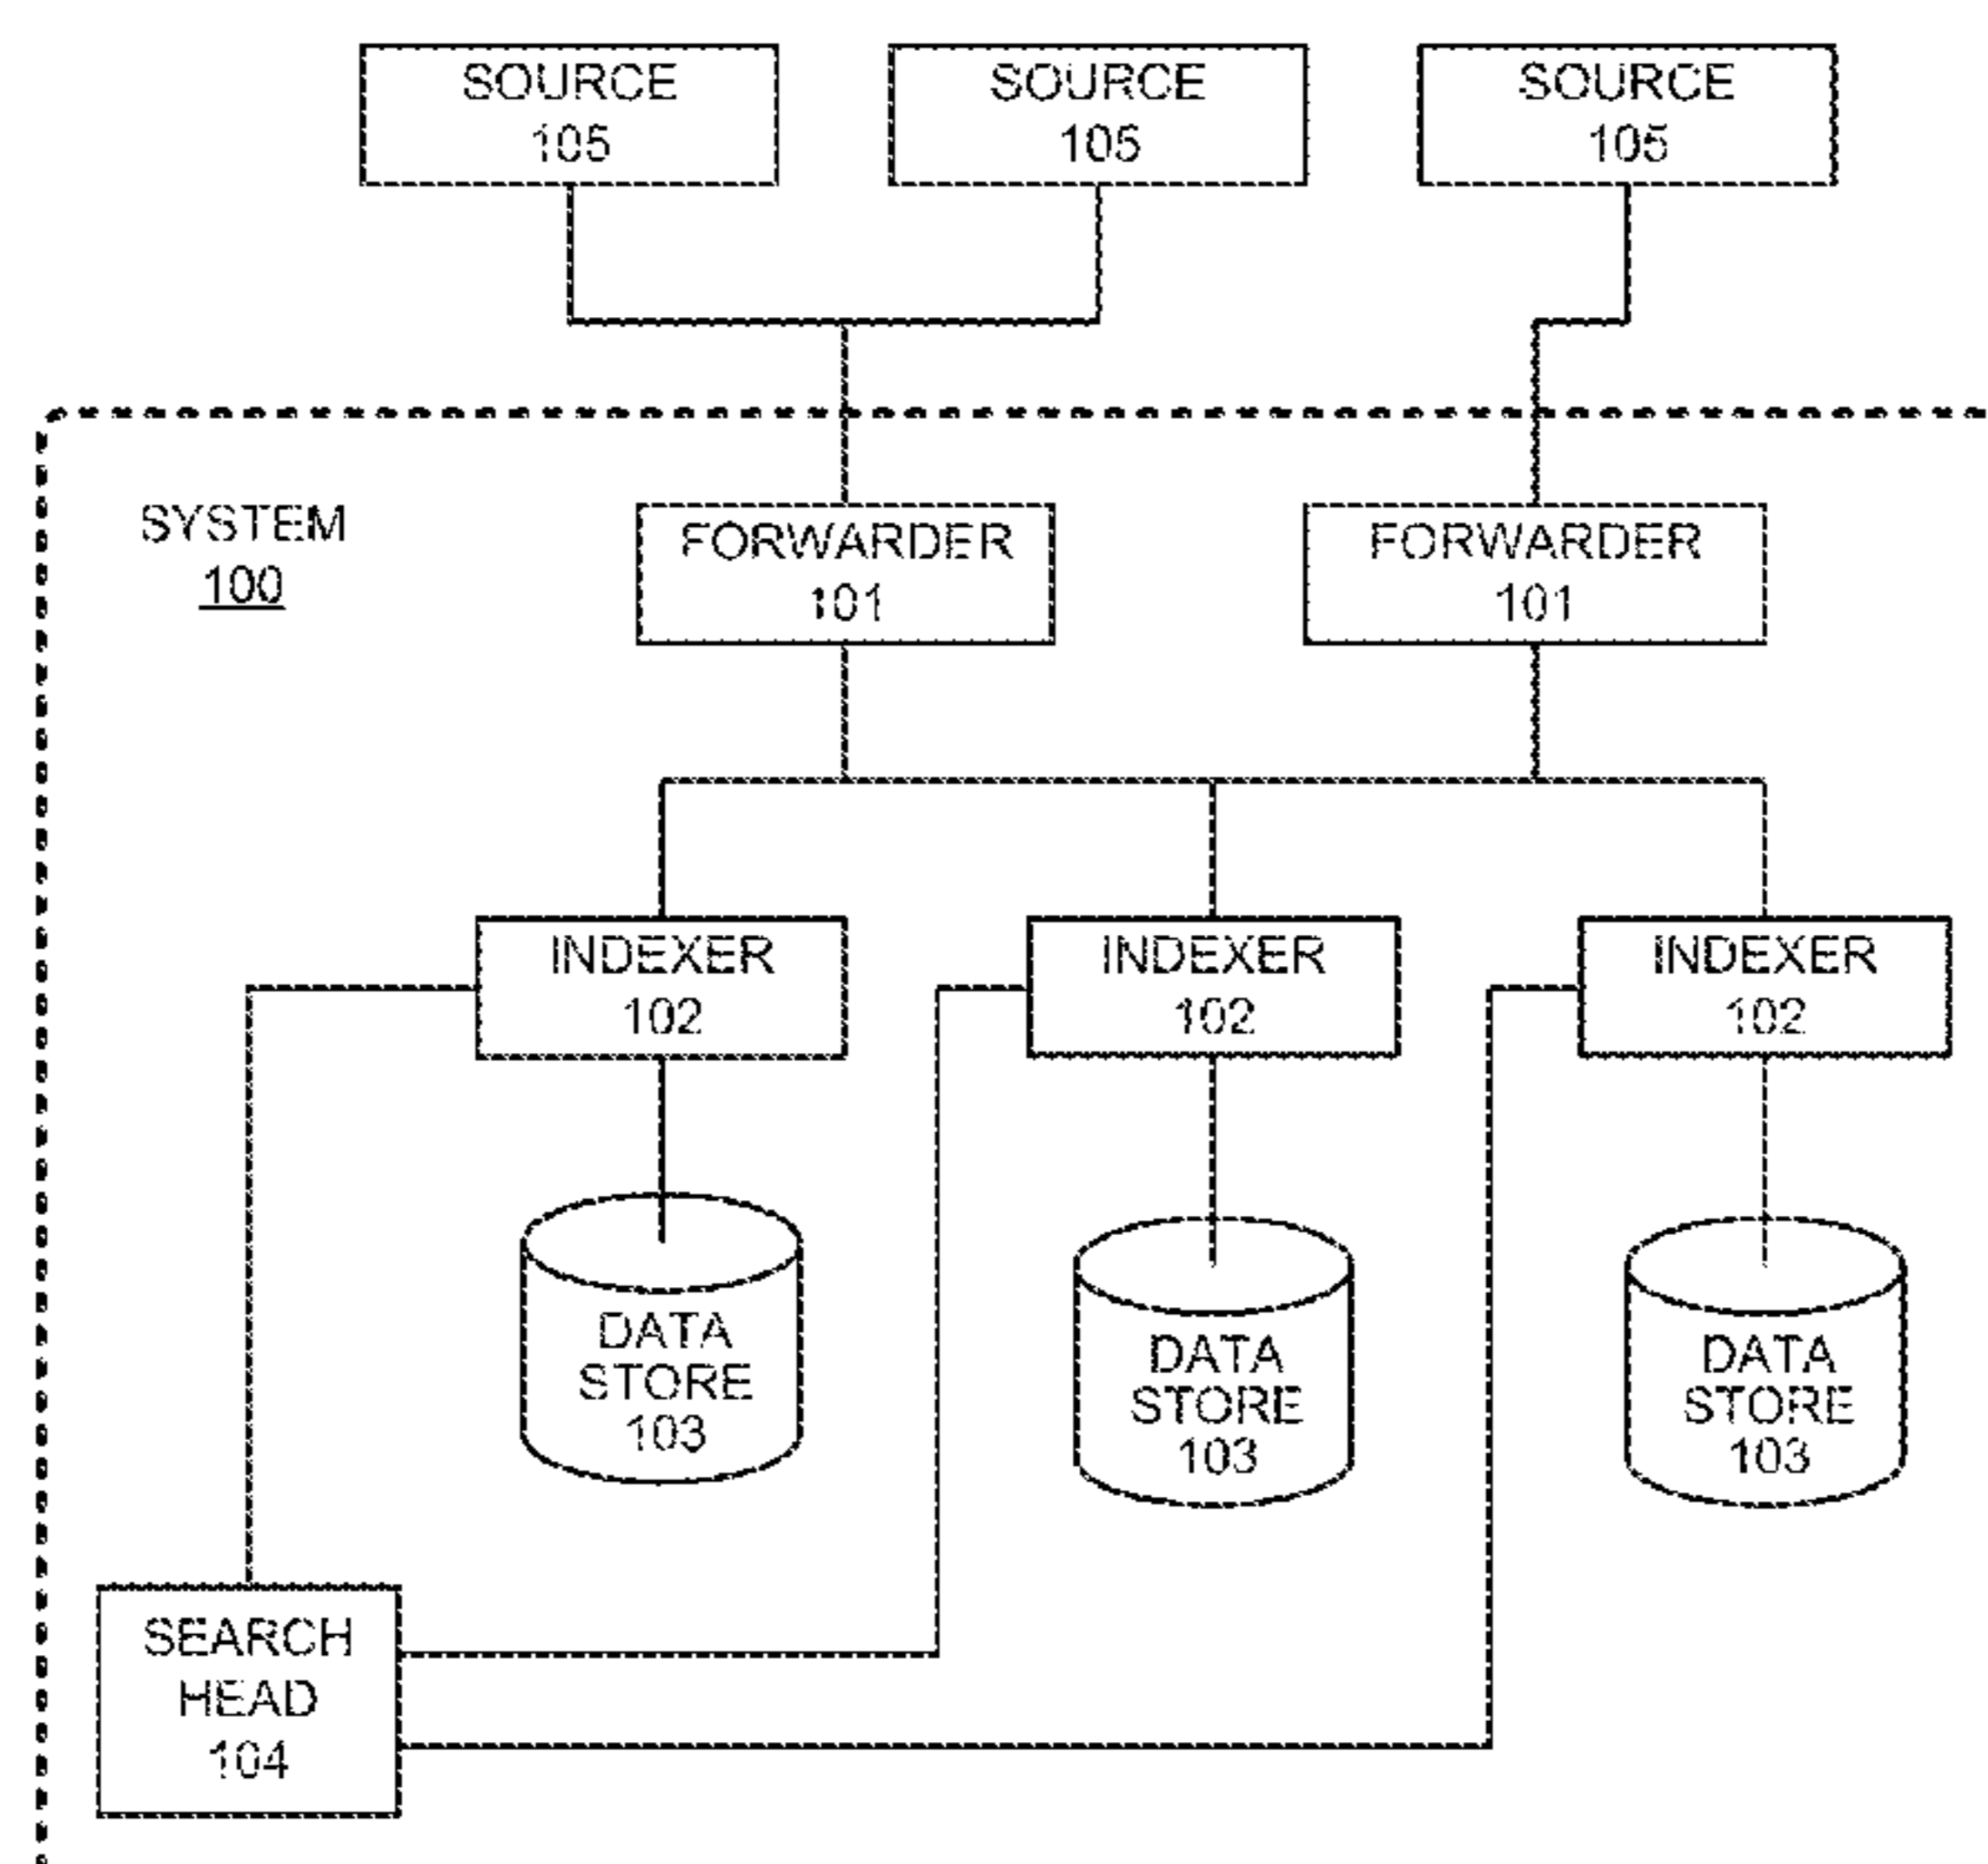 SOURCE
105
SOURCE
105
SOURCE
105
SYSTEM
100
FORWARDER
101
FORWARDER
101
INDEXER
102
INDEXER
102
INDEXER
102
DATA
STORE
103
DATA
STORE
103
DATA
STORE
103
SEARCH
HEAD
104